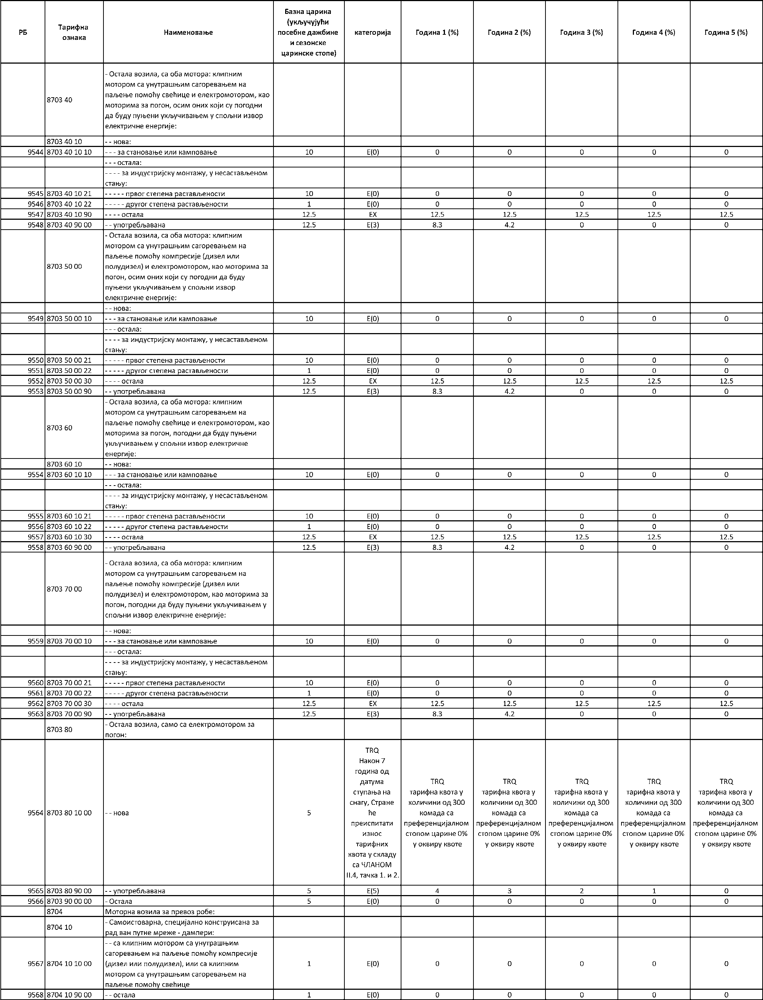 РБ Тарифна ознака Наименовање Базна царина (укључујући посебне дажбине и сезонске царинске стопе) категорија Година 1 (%) Година 2 (%) Година 3 (%) Година 4 (%) Година 5 (%)
8703 40
- Остала возила, са оба мотора: клипним
мотором са унутрашњим сагоревањем на
паљење помоћу свећице и електромотором, као
моторима за погон, осим оних који су погодни
да буду пуњени укључивањем у спољни извор
електричне енергије:
8703 40 10 - - нова:
9544 8703 40 10 10 - - - за становање или камповање 10 E(0) 0 0 0 0 0
- - - остала:
- - - - за индустријску монтажу, у несастављеном
стању:
9545 8703 40 10 21 - - - - - првог степена растављености 10 E(0) 0 0 0 0 0
9546 8703 40 10 22 - - - - - другог степена растављености 1 E(0) 0 0 0 0 0
9547 8703 40 10 90 - - - - остала 12.5 EX 12.5 12.5 12.5 12.5 12.5
9548 8703 40 90 00 - - употребљавана 12.5 E(3) 8.3 4.2 0 0 0
8703 50 00
- Остала возила, са оба мотора: клипним
мотором са унутрашњим сагоревањем на
паљење помоћу компресије (дизел или
полудизел) и електромотором, као моторима за
погон, осим оних који су погодни да буду
пуњени укључивањем у спољни извор
електричне енергије:
- - нова:
9549 8703 50 00 10 - - - за становање или камповање 10 E(0) 0 0 0 0 0
- - - остала:
- - - - за индустријску монтажу, у несастављеном
стању:
9550 8703 50 00 21 - - - - - првог степена растављености 10 E(0) 0 0 0 0 0
9551 8703 50 00 22 - - - - - другог степена растављености 1 E(0) 0 0 0 0 0
9552 8703 50 00 30 - - - - остала 12.5 EX 12.5 12.5 12.5 12.5 12.5
9553 8703 50 00 90 - - употребљавана 12.5 E(3) 8.3 4.2 0 0 0
8703 60
- Остала возила, са оба мотора: клипним
мотором са унутрашњим сагоревањем на
паљење помоћу свећице и електромотором, као
моторима за погон, погодни да буду пуњени
укључивањем у спољни извор електричне
енергије:
8703 60 10 - - нова:
9554 8703 60 10 10 - - - за становање или камповање 10 E(0) 0 0 0 0 0
- - - остала:
- - - - за индустријску монтажу, у несастављеном
стању:
9555 8703 60 10 21 - - - - - првог степена растављености 10 E(0) 0 0 0 0 0
9556 8703 60 10 22 - - - - - другог степена растављености 1 E(0) 0 0 0 0 0
9557 8703 60 10 30 - - - - остала 12.5 EX 12.5 12.5 12.5 12.5 12.5
9558 8703 60 90 00 - - употребљавана 12.5 E(3) 8.3 4.2 0 0 0
8703 70 00
- Остала возила, са оба мотора: клипним
мотором са унутрашњим сагоревањем на
паљење помоћу компресије (дизел или
полудизел) и електромотором, као моторима за
погон, погодни да буду пуњени укључивањем у
спољни извор електричне енергије:
- - нова:
9559 8703 70 00 10 - - - за становање или камповање 10 E(0) 0 0 0 0 0
- - - остала:
- - - - за индустријску монтажу, у несастављеном
стању:
9560 8703 70 00 21 - - - - - првог степена растављености 10 E(0) 0 0 0 0 0
9561 8703 70 00 22 - - - - - другог степена растављености 1 E(0) 0 0 0 0 0
9562 8703 70 00 30 - - - - остала 12.5 EX 12.5 12.5 12.5 12.5 12.5
9563 8703 70 00 90 - - употребљавана 12.5 E(3) 8.3 4.2 0 0 0
8703 80
- Остала возила, само са електромотором за
погон:
9564 8703 80 10 00 - - нова 5
TRQ
Након 7
година од
датума
ступања на
снагу, Стране
ће
преиспитати
износ
тарифних
квота у складу
са ЧЛАНОМ
II.4, тачка 1. и 2.
TRQ
тарифна квота у
количини од 300
комада са
преференцијалном
стопом царине 0%
у оквиру квоте
TRQ
тарифна квота у
количини од 300
комада са
преференцијалном
стопом царине 0%
у оквиру квоте
TRQ
тарифна квота у
количини од 300
комада са
преференцијалном
стопом царине 0%
у оквиру квоте
TRQ
тарифна квота у
количини од 300
комада са
преференцијалном
стопом царине 0%
у оквиру квоте
TRQ
тарифна квота у
количини од 300
комада са
преференцијалном
стопом царине 0%
у оквиру квоте
9565 8703 80 90 00 - - употребљавана 5 E(5) 4 3 2 1 0
9566 8703 90 00 00 - Остала 5 E(0) 0 0 0 0 0
8704 Моторна возила за превоз робе:
8704 10
- Самоистоварна, специјално конструисана за
рад ван путне мреже - дампери:
9567 8704 10 10 00
- - са клипним мотором са унутрашњим
сагоревањем на паљење помоћу компресије
(дизел или полудизел), или са клипним
мотором са унутрашњим сагоревањем на
паљење помоћу свећице
1 E(0) 0 0 0 0 0
9568 8704 10 90 00 - - остала 1 E(0) 0 0 0 0 0